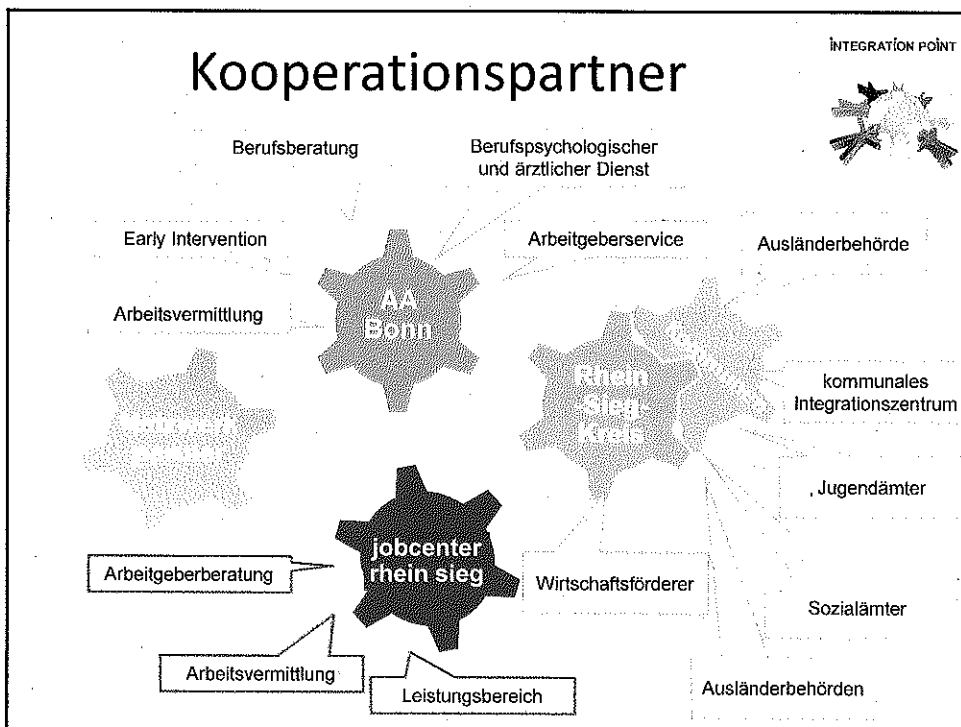 Kooperationspartner
INTEGRATION POINT
Berufsberatung
Berufspsychologischer
und ärztlicher Dienst
Early Intervention
Arbeitgeberservice
Ausländerbehörde
Arbeitsvermittlung
AA
Bonn
Rhein
-Sieg-
Kreis
kommunales
Integrationszentrum
, Jugendämter
jobcenter
rhein sieg
Arbeitgeberberatung
Wirtschaftsförderer
Sozialämter
Arbeitsvermittlung
Leistungsbereich
Ausländerbehörden